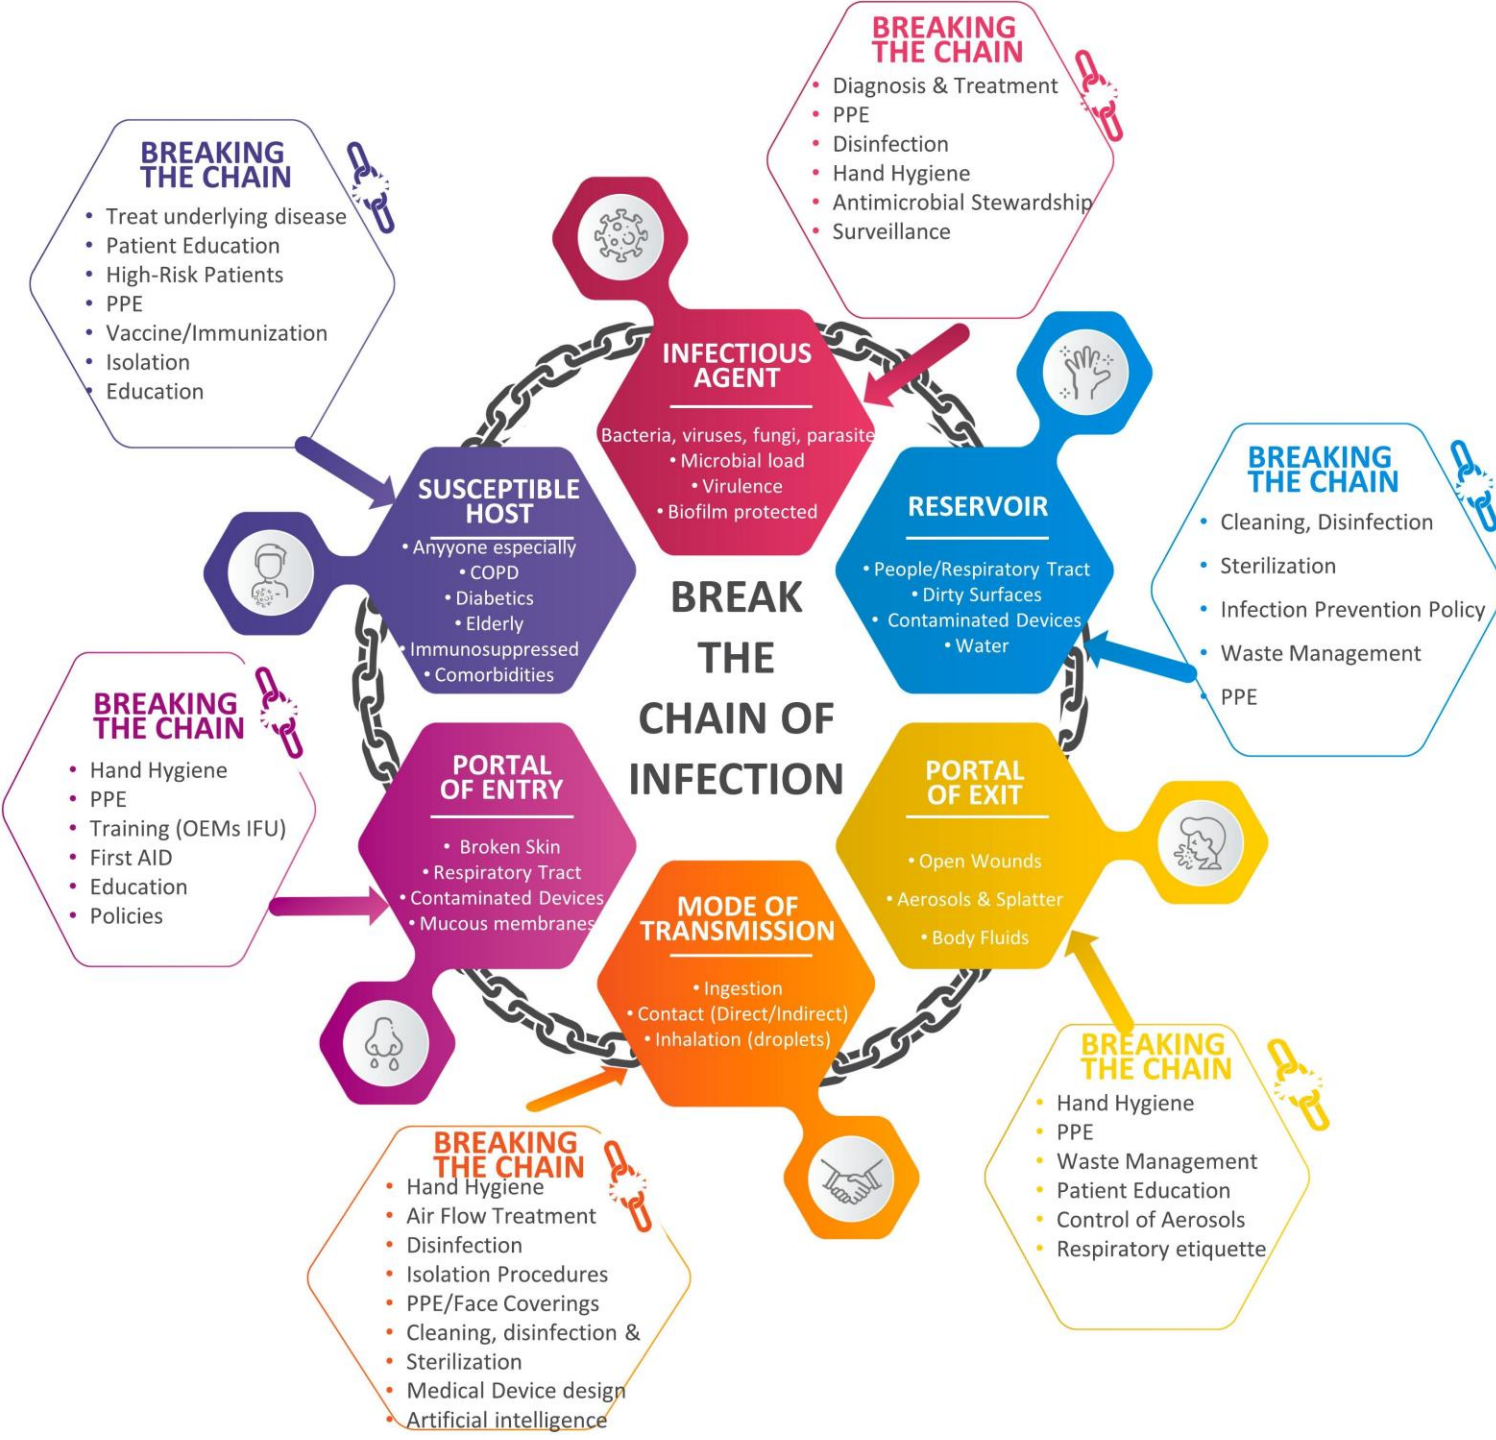 BREAKING
THE CHAIN
• Diagnosis & Treatment
• PPE
• Disinfection
• Hand Hygiene
• Antimicrobial Stewardship
• Surveillance
BREAKING
THE CHAIN
• Treat underlying disease
• Patient Education
• High-Risk Patients
• PPE
• Vaccine/Immunization
• Isolation
• Education
INFECTIOUS
AGENT
Bacteria, viruses, fungi, parasite
• Microbial load
• Virulence
• Biofilm protected
SUSCEPTIBLE
HOST
• Anyyone especially
• COPD
• Diabetics
• Elderly
• Immunosuppressed
• Comorbidities
RESERVOIR
• People/Respiratory Tract
• Dirty Surfaces
• Contaminated Devices
• Water
BREAKING
THE CHAIN
• Cleaning, Disinfection
• Sterilization
• Infection Prevention Policy
• Waste Management
• PPE
BREAK
THE
CHAIN OF
INFECTION
BREAKING
THE CHAIN
• Hand Hygiene
• PPE
• Training (OEMs IFU)
• First AID
• Education
• Policies
PORTAL
OF ENTRY
• Broken Skin
• Respiratory Tract
• Contaminated Devices
• Mucous membranes
PORTAL
OF EXIT
• Open Wounds
• Aerosols & Splatter
• Body Fluids
MODE OF
TRANSMISSION
• Ingestion
• Contact (Direct/Indirect)
• Inhalation (droplets)
BREAKING
THE CHAIN
• Hand Hygiene
• PPE
• Waste Management
• Patient Education
• Control of Aerosols
• Respiratory etiquette
BREAKING
THE CHAIN
• Hand Hygiene
• Air Flow Treatment
• Disinfection
• Isolation Procedures
• PPE/Face Coverings
• Cleaning, disinfection &
• Sterilization
• Medical Device design
• Artificial intelligence